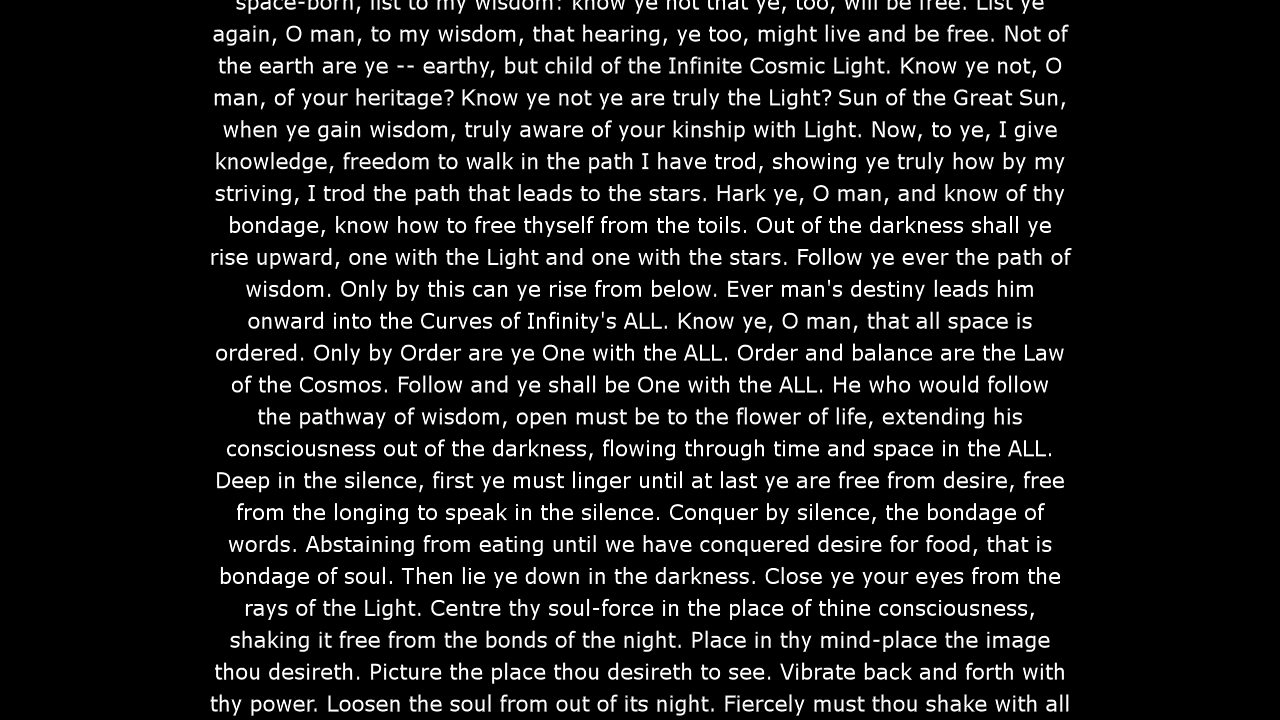 space-born, list to my wisdom: know ye not that ye, too, will be free. List ye
again, O man, to my wisdom, that hearing, ye too, might live and be free. Not of
the earth are ye -- earthy, but child of the Infinite Cosmic Light. Know ye not, O
man, of your heritage? Know ye not ye are truly the Light? Sun of the Great Sun,
when ye gain wisdom, truly aware of your kinship with Light. Now, to ye, I give
knowledge, freedom to walk in the path I have trod, showing ye truly how by my
striving, I trod the path that leads to the stars. Hark ye, O man, and know of thy
bondage, know how to free thyself from the toils. Out of the darkness shall ye
rise upward, one with the Light and one with the stars. Follow ye ever the path of
wisdom. Only by this can ye rise from below. Ever man's destiny leads him
onward into the Curves of Infinity's ALL. Know ye, O man, that all space is
ordered. Only by Order are ye One with the ALL. Order and balance are the Law
of the Cosmos. Follow and ye shall be One with the ALL. He who would follow
the pathway of wisdom, open must be to the flower of life, extending his
consciousness out of the darkness, flowing through time and space in the ALL.
Deep in the silence, first ye must linger until at last ye are free from desire, free
from the longing to speak in the silence. Conquer by silence, the bondage of
words. Abstaining from eating until we have conquered desire for food, that is
bondage of soul. Then lie ye down in the darkness. Close ye your eyes from the
rays of the Light. Centre thy soul-force in the place of thine consciousness,
shaking it free from the bonds of the night. Place in thy mind-place the image
thou desireth. Picture the place thou desireth to see. Vibrate back and forth with
thy power. Loosen the soul from out of its night. Fiercely must thou shake with all